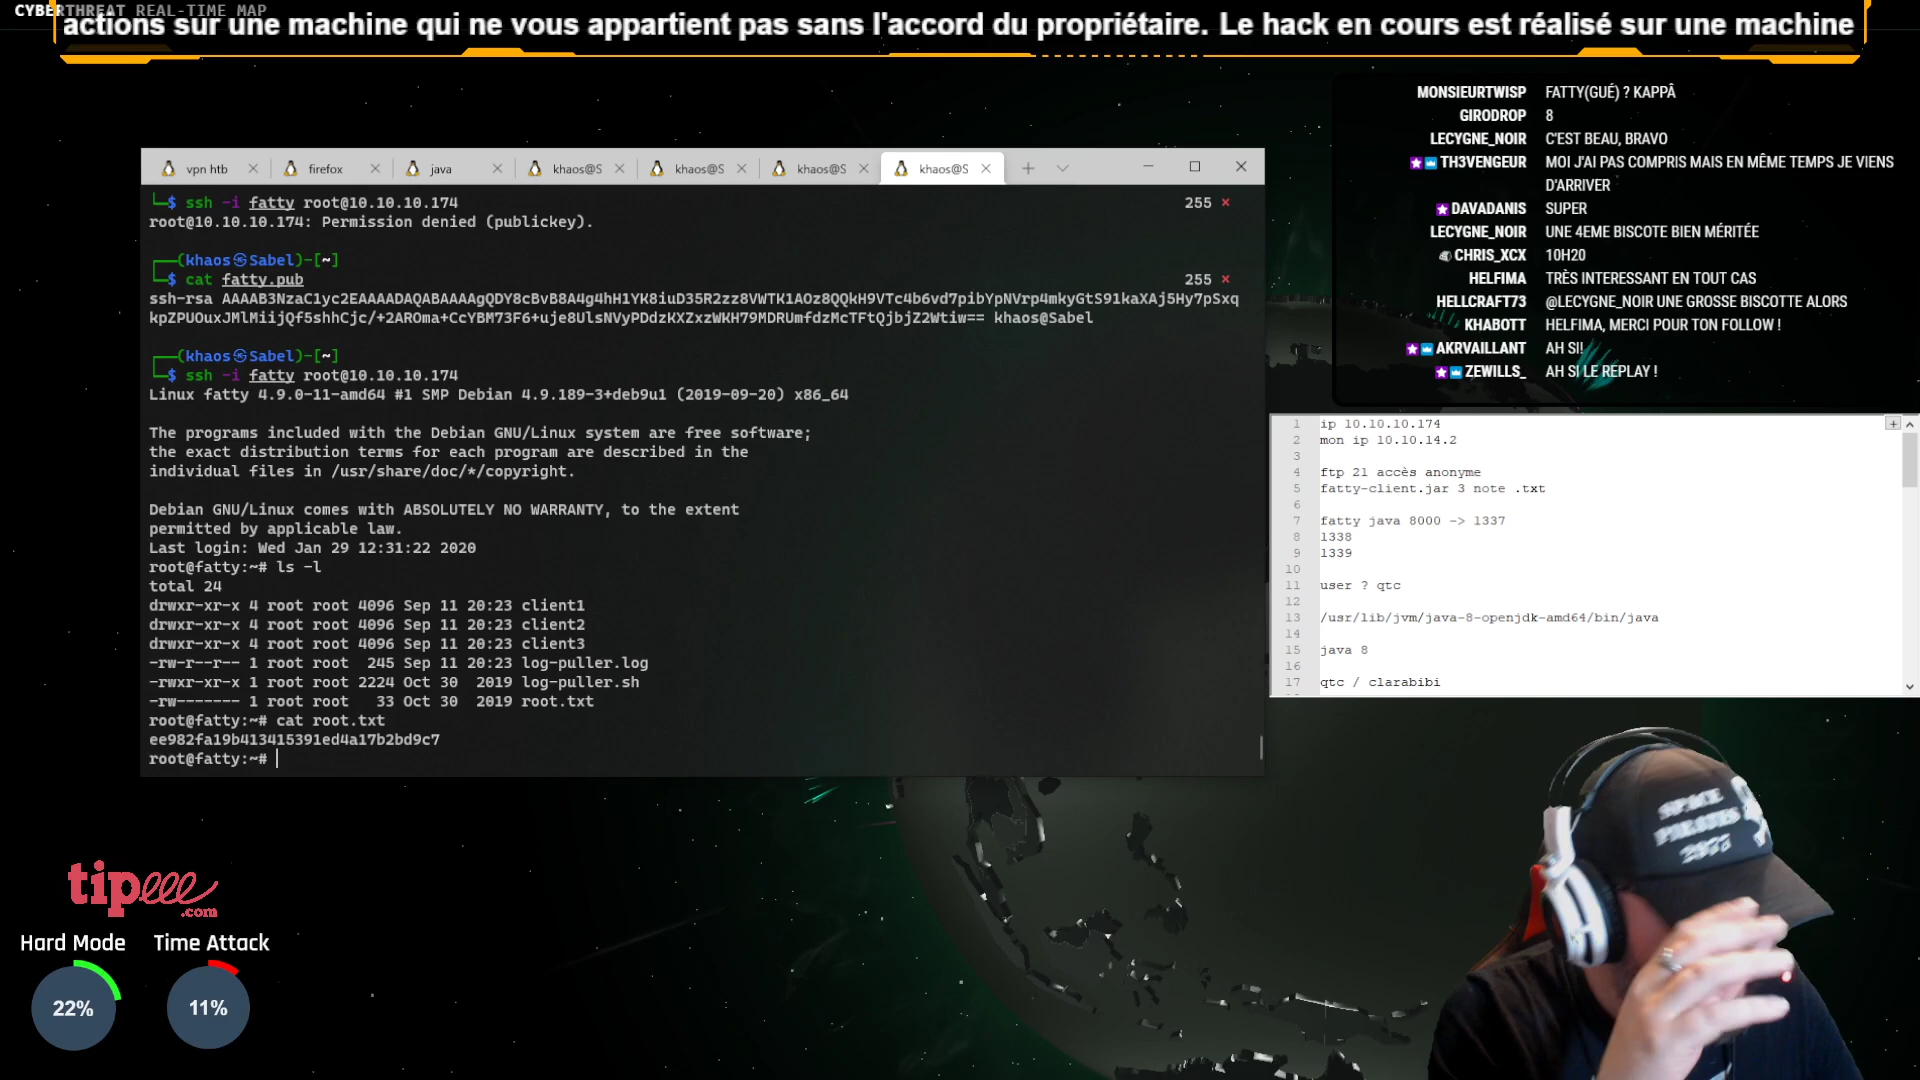 CYBERTHREAT REAL-TIME MAP
actions sur une machine qui ne vous appartient pas sans l'accord du propriétaire. Le hack en cours est réalisé sur une machine
vpn htb
firefox
java
khaos@S
khaos@S
khaos@S
khaos@S
└─$ ssh -i fatty root@10.10.10.174 255 ×
root@10.10.10.174: Permission denied (publickey).
┌──(khaos㉿Sabel)-[~]
└─$ cat fatty.pub 255 ×
ssh-rsa AAAAB3NzaC1yc2EAAAADAQABAAAAgQDY8cBvB8A4g4hH1YK8iuD35R2zz8VWTK1AOz8QQkH9VTc4b6vd7pibYpNVrp4mkyGtS91kaXAj5Hy7pSxq
kpZPUOuxJMlMiijQf5shhCjc/+2AROma+CcYBM73F6+uje8UlsNVyPDdzKXZxzWKH79MDRUmfdzMcTFtQjbjZ2Wtiw== khaos@Sabel
┌──(khaos㉿Sabel)-[~]
└─$ ssh -i fatty root@10.10.10.174
Linux fatty 4.9.0-11-amd64 #1 SMP Debian 4.9.189-3+deb9u1 (2019-09-20) x86_64
The programs included with the Debian GNU/Linux system are free software;
the exact distribution terms for each program are described in the
individual files in /usr/share/doc/*/copyright.
Debian GNU/Linux comes with ABSOLUTELY NO WARRANTY, to the extent
permitted by applicable law.
Last login: Wed Jan 29 12:31:22 2020
root@fatty:~# ls -l
total 24
drwxr-xr-x 4 root root 4096 Sep 11 20:23 client1
drwxr-xr-x 4 root root 4096 Sep 11 20:23 client2
drwxr-xr-x 4 root root 4096 Sep 11 20:23 client3
-rw-r--r-- 1 root root 245 Sep 11 20:23 log-puller.log
-rwxr-xr-x 1 root root 2224 Oct 30 2019 log-puller.sh
-rw------- 1 root root 33 Oct 30 2019 root.txt
root@fatty:~# cat root.txt
ee982fa19b413415391ed4a17b2bd9c7
root@fatty:~#
MONSIEURTWISP FATTY(GUÉ) ? KAPPÂ
GIRODROP 8
LECYGNE_NOIR C'EST BEAU, BRAVO
TH3VENGEUR MOI J'AI PAS COMPRIS MAIS EN MÊME TEMPS JE VIENS
D'ARRIVER
DAVADANIS SUPER
LECYGNE_NOIR UNE 4EME BISCOTE BIEN MÉRITÉE
CHRIS_XCX 10H20
HELFIMA TRÈS INTERESSANT EN TOUT CAS
HELLCRAFT73 @LECYGNE_NOIR UNE GROSSE BISCOTTE ALORS
KHABOTT HELFIMA, MERCI POUR TON FOLLOW !
AKRVAILLANT AH SI!
ZEWILLS_ AH SI LE REPLAY !
1 ip 10.10.10.174
2 mon ip 10.10.14.2
3
4 ftp 21 accès anonyme
5 fatty-client.jar 3 note .txt
6
7 fatty java 8000 -> 1337
8 1338
9 1339
10
11 user ? qtc
12
13 /usr/lib/jvm/java-8-openjdk-amd64/bin/java
14
15 java 8
16
17 qtc / clarabibi
tipeee
.com
Hard Mode
Time Attack
22%
11%
SPACE
PIRATES